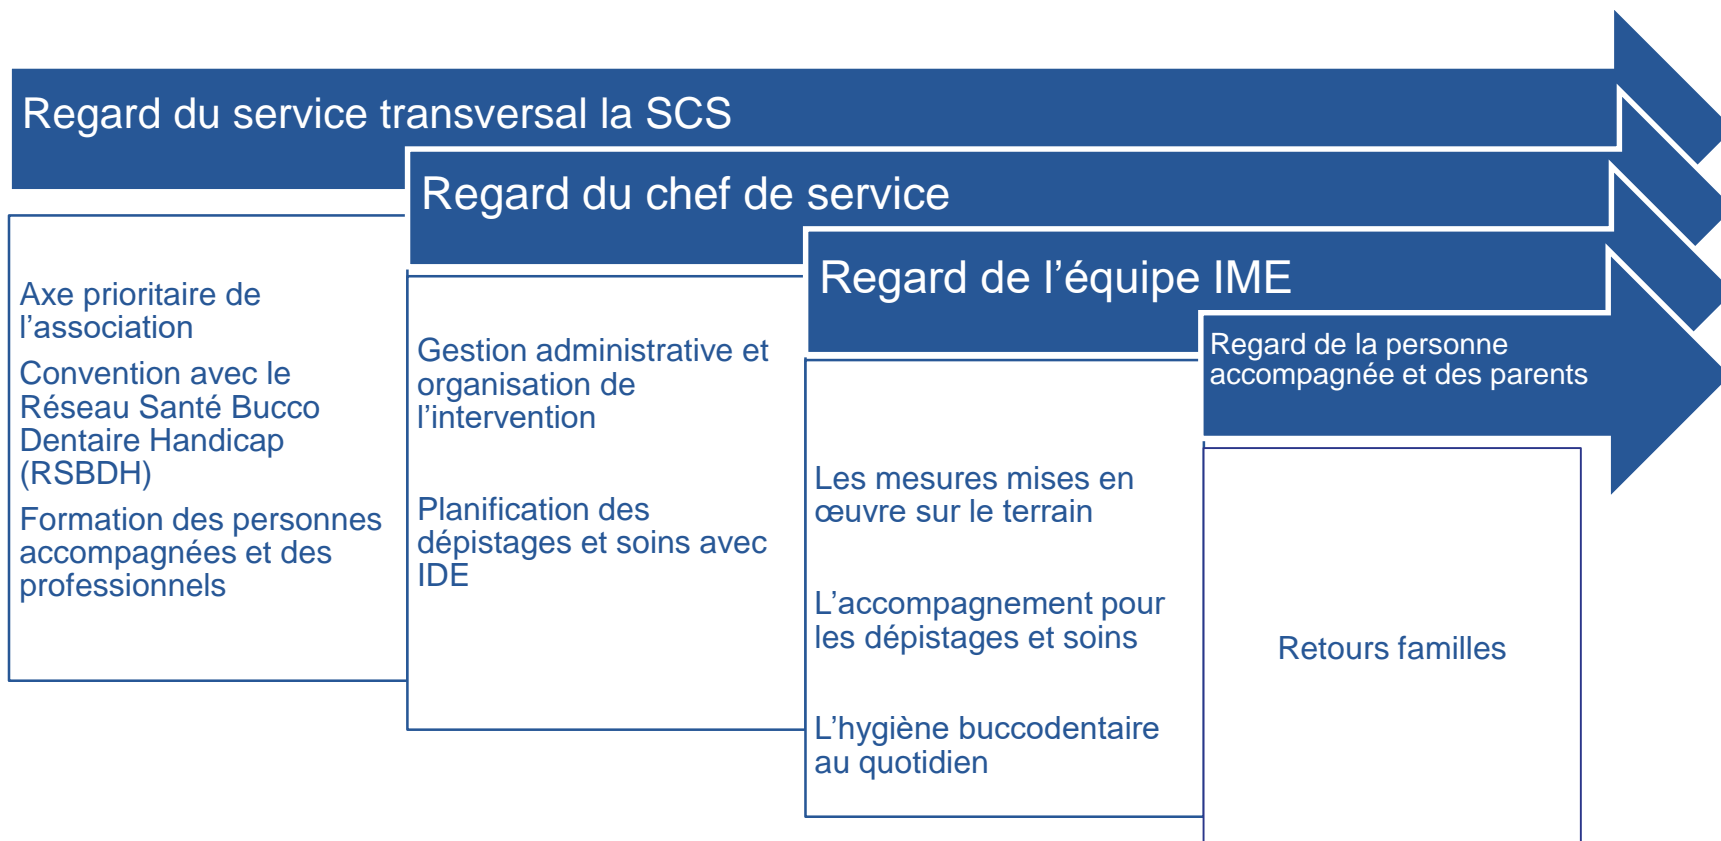 Regard du service transversal la SCS
Axe prioritaire de
l’association
Convention avec le
Réseau Santé Bucco
Dentaire Handicap
(RSBDH)
Formation des personnes
accompagnées et des
professionnels
Regard du chef de service
Gestion administrative et
organisation de
l’intervention
Planification des
dépistages et soins avec
IDE
Regard de l’équipe IME
Les mesures mises en
œuvre sur le terrain
L’accompagnement pour
les dépistages et soins
L’hygiène buccodentaire
au quotidien
Regard de la personne
accompagnée et des parents
Retours familles